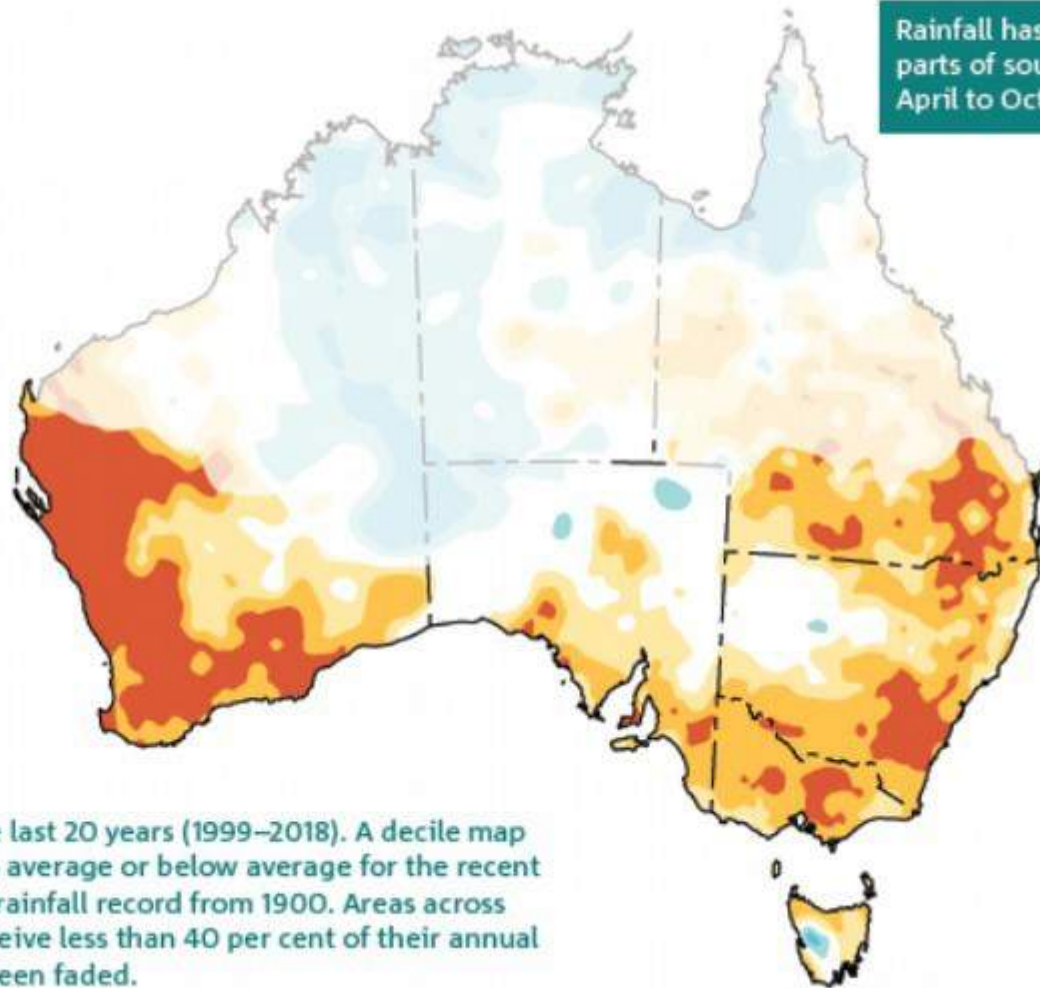 Rainfall has
parts of sou
April to Oct
last 20 years (1999–2018). A decile map
average or below average for the recent
rainfall record from 1900. Areas across
eive less than 40 per cent of their annual
een faded.